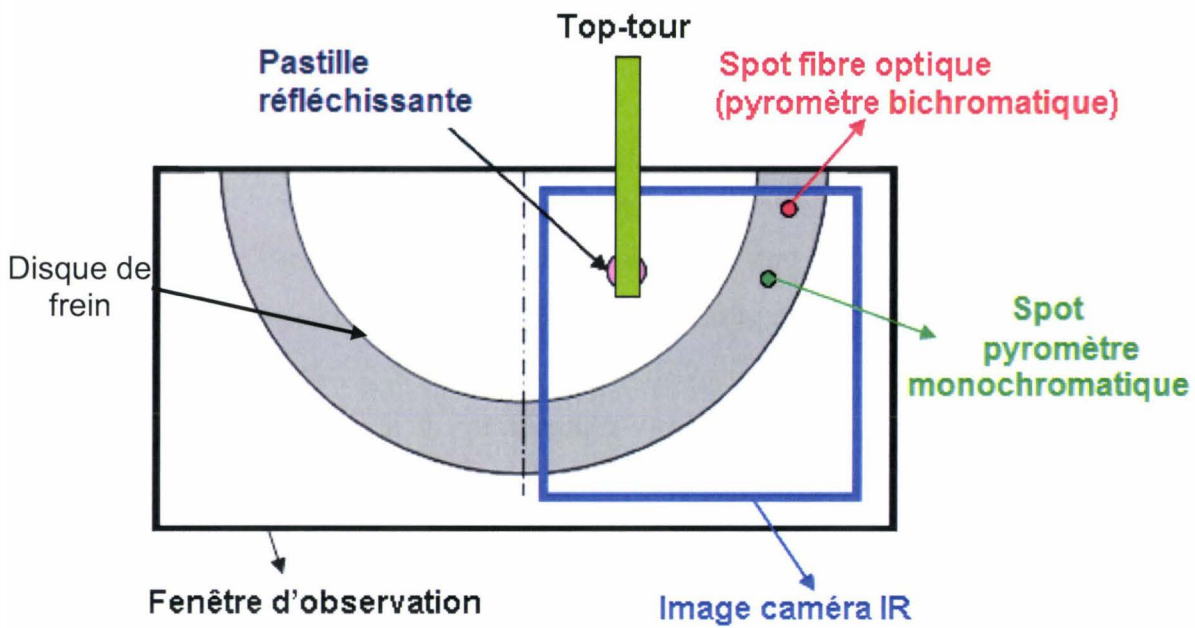 Top-tour
Pastille
réfléchissante
Spot fibre optique
(pyromètre bichromatique)
Disque de
frein
Spot
pyromètre
monochromatique
Fenêtre d'observation
Image caméra IR